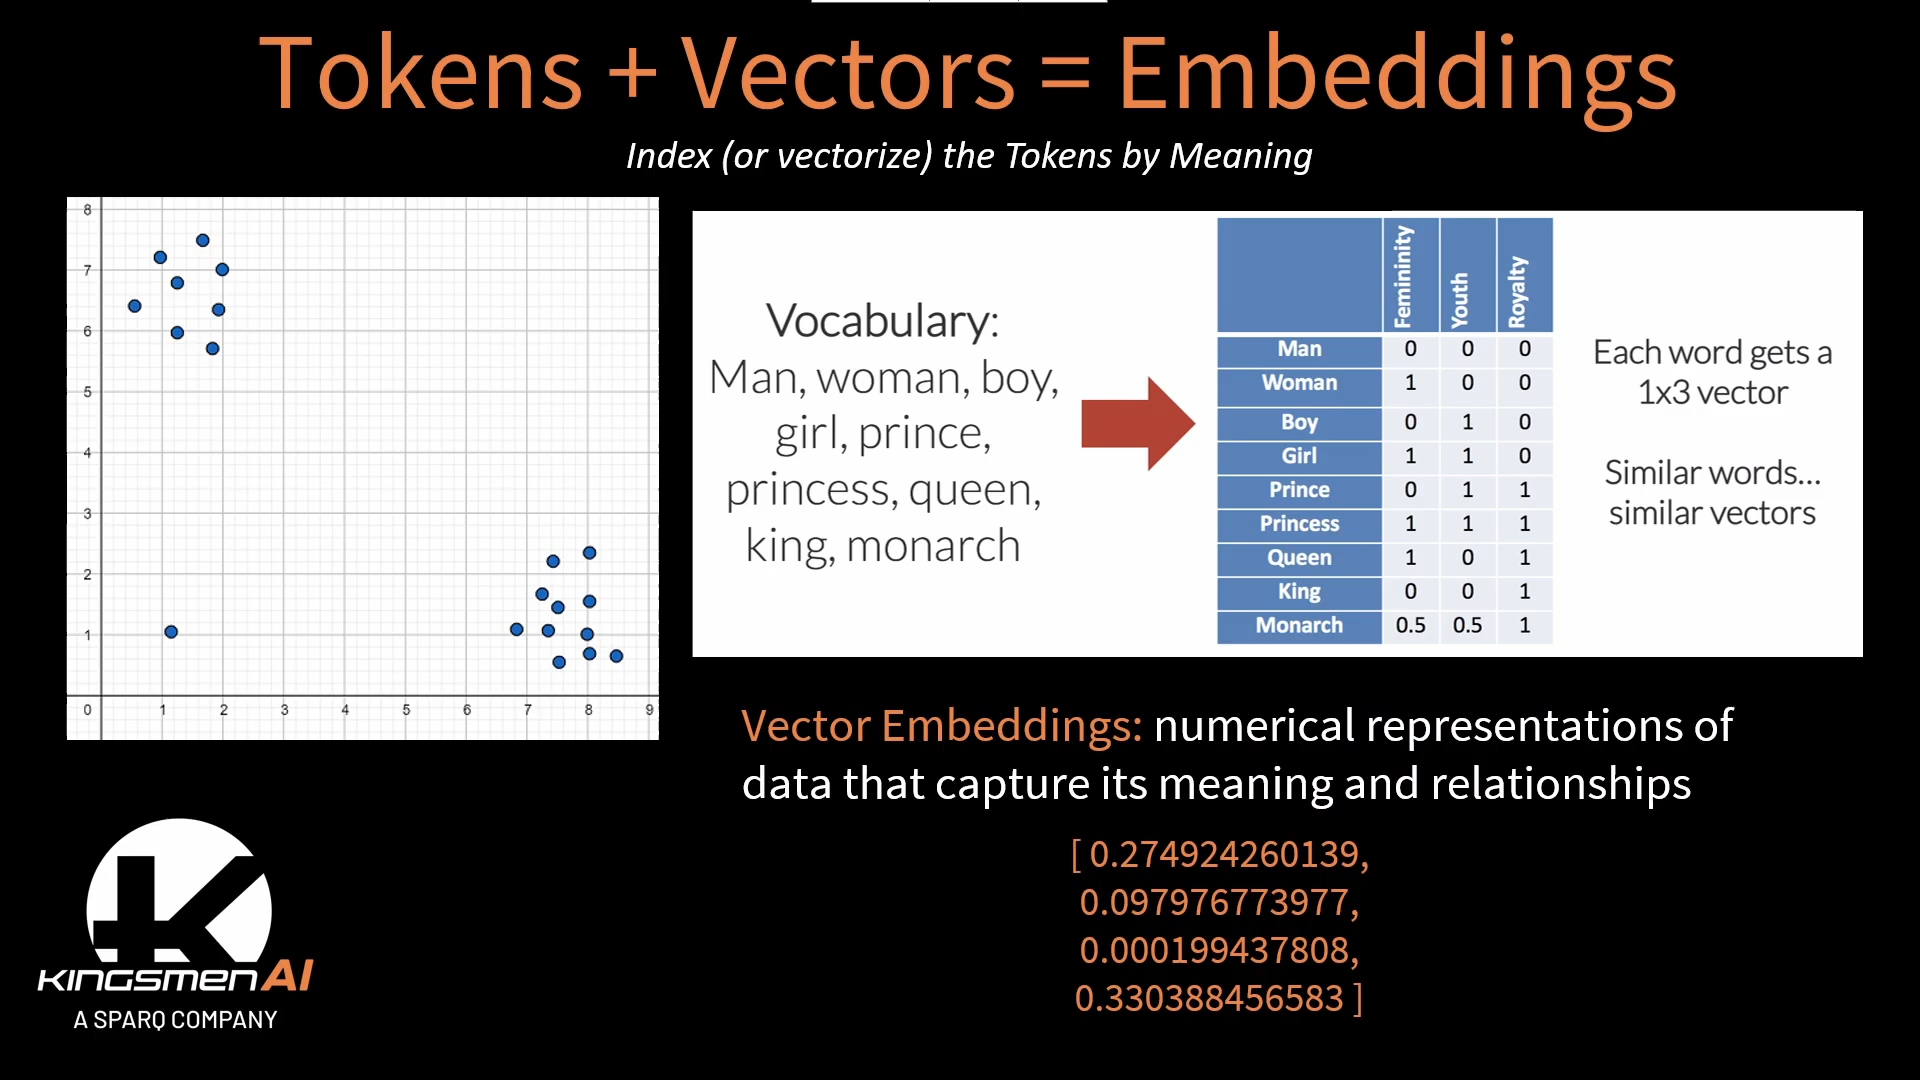 Tokens + Vectors = Embeddings
Index (or vectorize) the Tokens by Meaning
8
7
6
5
4
3
2
1
0 1 2 3 4 5 6 7 8 9
Vocabulary:
Man, woman, boy,
girl, prince,
princess, queen,
king, monarch
Femininity Youth Royalty
Man 0 0 0
Woman 1 0 0
Boy 0 1 0
Girl 1 1 0
Prince 0 1 1
Princess 1 1 1
Queen 1 0 1
King 0 0 1
Monarch 0.5 0.5 1
Each word gets a
1x3 vector
Similar words...
similar vectors
Vector Embeddings: numerical representations of
data that capture its meaning and relationships
[ 0.274924260139,
0.097976773977,
0.000199437808,
0.330388456583 ]
K
KINGSMEN AI
A SPARQ COMPANY